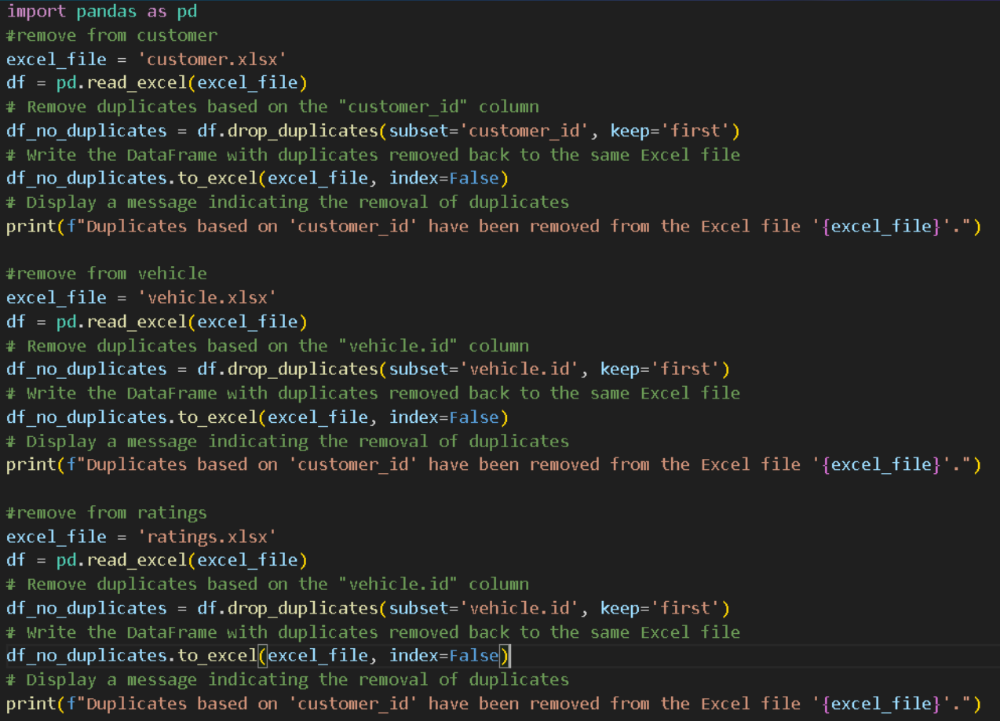 import pandas as pd
#remove from customer
excel_file = 'customer.xlsx'
df = pd.read_excel(excel_file)
# Remove duplicates based on the "customer_id" column
df_no_duplicates = df.drop_duplicates(subset='customer_id', keep='first')
# Write the DataFrame with duplicates removed back to the same Excel file
df_no_duplicates.to_excel(excel_file, index=False)
# Display a message indicating the removal of duplicates
print(f"Duplicates based on 'customer_id' have been removed from the Excel file '{excel_file}'.")

#remove from vehicle
excel_file = 'vehicle.xlsx'
df = pd.read_excel(excel_file)
# Remove duplicates based on the "vehicle.id" column
df_no_duplicates = df.drop_duplicates(subset='vehicle.id', keep='first')
# Write the DataFrame with duplicates removed back to the same Excel file
df_no_duplicates.to_excel(excel_file, index=False)
# Display a message indicating the removal of duplicates
print(f"Duplicates based on 'customer_id' have been removed from the Excel file '{excel_file}'.")

#remove from ratings
excel_file = 'ratings.xlsx'
df = pd.read_excel(excel_file)
# Remove duplicates based on the "vehicle.id" column
df_no_duplicates = df.drop_duplicates(subset='vehicle.id', keep='first')
# Write the DataFrame with duplicates removed back to the same Excel file
df_no_duplicates.to_excel(excel_file, index=False)
# Display a message indicating the removal of duplicates
print(f"Duplicates based on 'customer_id' have been removed from the Excel file '{excel_file}'.")